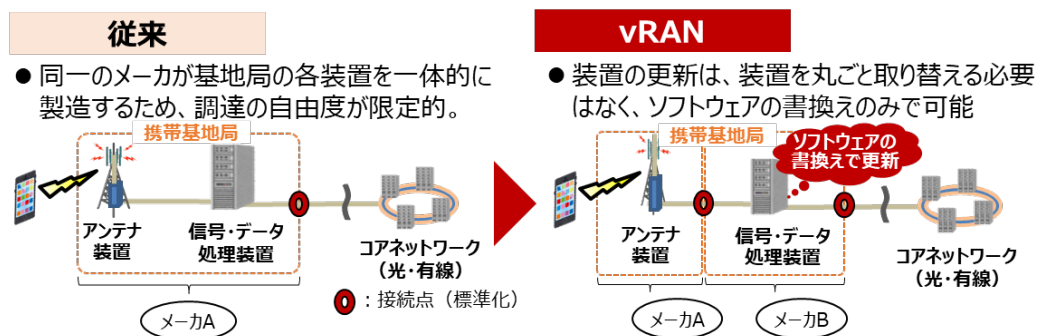 従来
● 同一のメーカが基地局の各装置を一体的に
製造するため、調達の自由度が限定的。
携帯基地局
アンテナ
装置
信号・データ
処理装置
コアネットワーク
(光・有線)
:接続点(標準化)
メーカA
vRAN
● 装置の更新は、装置を丸ごと取り替える必要
はなく、ソフトウェアの書換えのみで可能
携帯基地局
ソフトウェアの
書換えで更新
アンテナ
装置
信号・データ
処理装置
コアネットワーク
(光・有線)
メーカA
メーカB